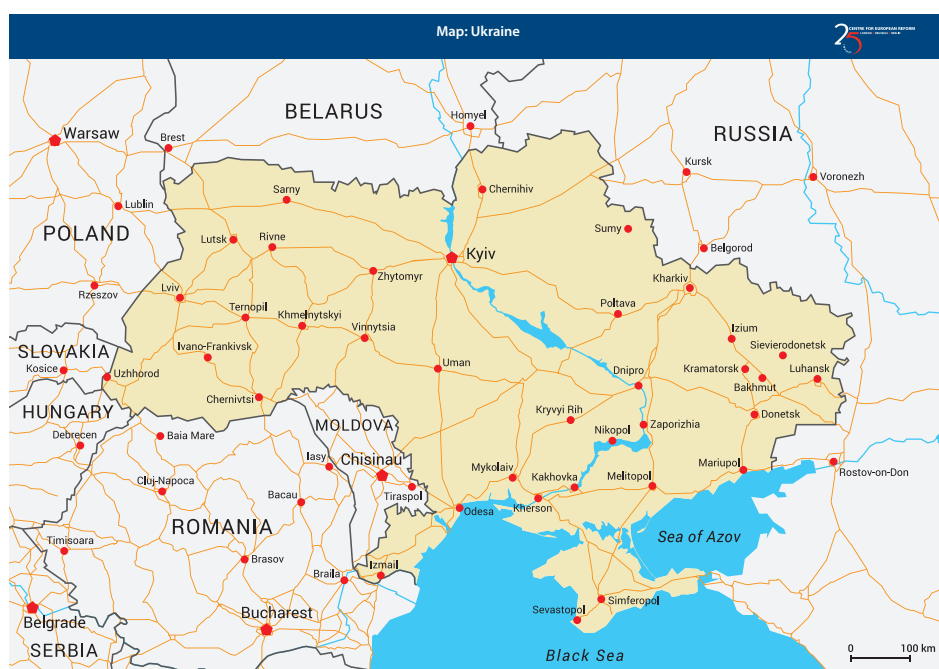 Map: Ukraine
25
CENTRE FOR EUROPEAN REFORM
BELARUS
Homyel
RUSSIA
Warsaw
Brest
Kursk
Voronezh
Chernihiv
Sarny
Lublin
POLAND
Lutsk
Rivne
Sumy
Kyiv
Belgorod
Zhytomyr
Kharkiv
Rzeszov
Lviv
Ternopil
Khmelnytskyi
Poltava
Vinnytsia
Izium
SLOVAKIA
Ivano-Frankivsk
Sievierodonetsk
Kosice
Uzhhorod
Uman
Dnipro
Kramatorsk
Luhansk
Bakhmut
Chernivtsi
HUNGARY
MOLDOVA
Kryvyi Rih
Donetsk
Zaporizhia
Debrecen
Baia Mare
Nikopol
Iasy
Chisinau
Mykolaiv
Kakhovka
Melitopol
Mariupol
Rostov-on-Don
Cluj-Napoca
Bacau
Tiraspol
Odesa
Kherson
ROMANIA
Sea of Azov
Timisoara
Brasov
Braila
Izmail
Simferopol
Sevastopol
Bucharest
Belgrade
SERBIA
Black Sea
0
100 km